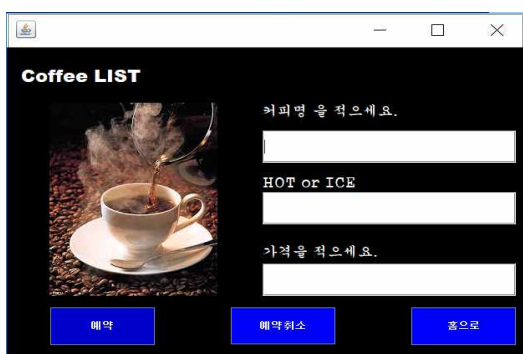 Coffee LIST
커피명 을 적으세요.
HOT or ICE
가격을 적으세요.
예약
예약취소
홈으로